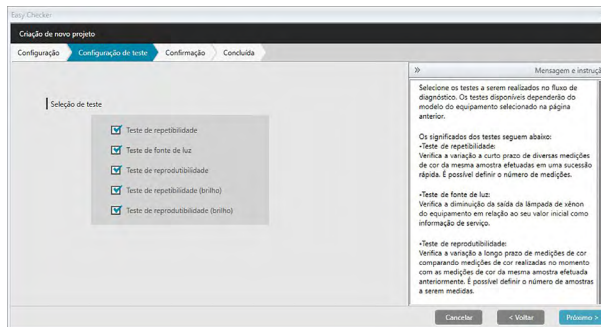 Easy Checker
Criação de novo projeto
Configuração
Configuração de teste
Confirmação
Concluída
Seleção de teste
Teste de repetibilidade
Teste de fonte de luz
Teste de reprodutibilidade
Teste de repetibilidade (brilho)
Teste de reprodutibilidade (brilho)
» Mensagem e instruçã
Selecione os testes a serem realizados no fluxo de
diagnóstico. Os testes disponíveis dependerão do
modelo do equipamento selecionado na página
anterior.
Os significados dos testes seguem abaixo:
•Teste de repetibilidade:
Verifica a variação a curto prazo de diversas medições
de cor da mesma amostra efetuadas em uma sucessão
rápida. É possível definir o número de medições.
•Teste de fonte de luz:
Verifica a diminuição da saída da lâmpada de xênon
do equipamento em relação ao seu valor inicial como
informação de serviço.
•Teste de reprodutibilidade:
Verifica a variação a longo prazo de medições de cor
comparando medições de cor realizadas no momento
com as medições de cor da mesma amostra efetuada
anteriormente. É possível definir o número de amostras
a serem medidas.
Cancelar
< Voltar
Próximo >